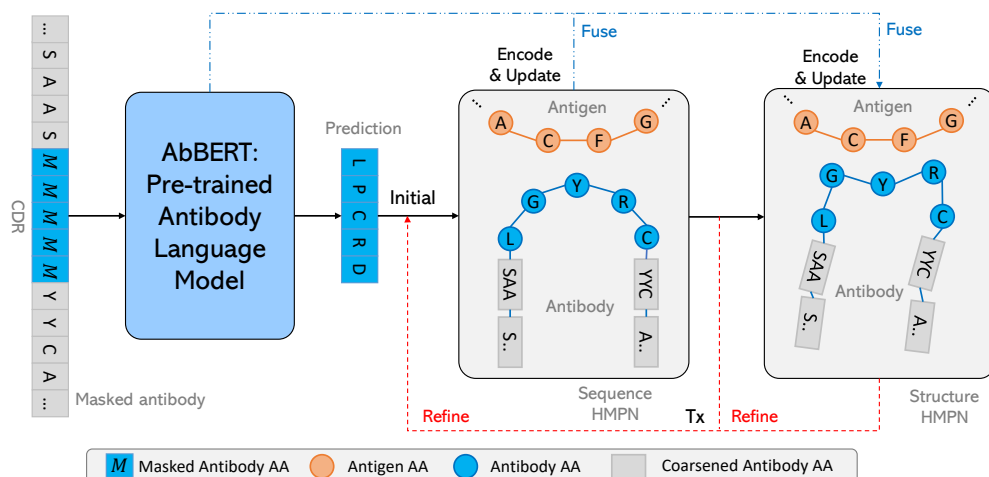 ...
S
A
A
S
M
M
M
M
M
Y
Y
C
A
...
CDR
Masked antibody
AbBERT:
Pre-trained
Antibody
Language
Model
Prediction
L
P
C
R
D
Initial
Fuse
Encode
& Update
...
Antigen
...
A
C
F
G
L
G
Y
R
C
SAA
S..
YYC
A..
Antibody
Sequence
HMPN
Fuse
Encode
& Update
...
Antigen
...
A
C
F
G
L
G
Y
R
C
SAA
S..
YYC
A..
Antibody
Structure
HMPN
Refine
Tx
Refine
M Masked Antibody AA
Antigen AA
Antibody AA
Coarsened Antibody AA